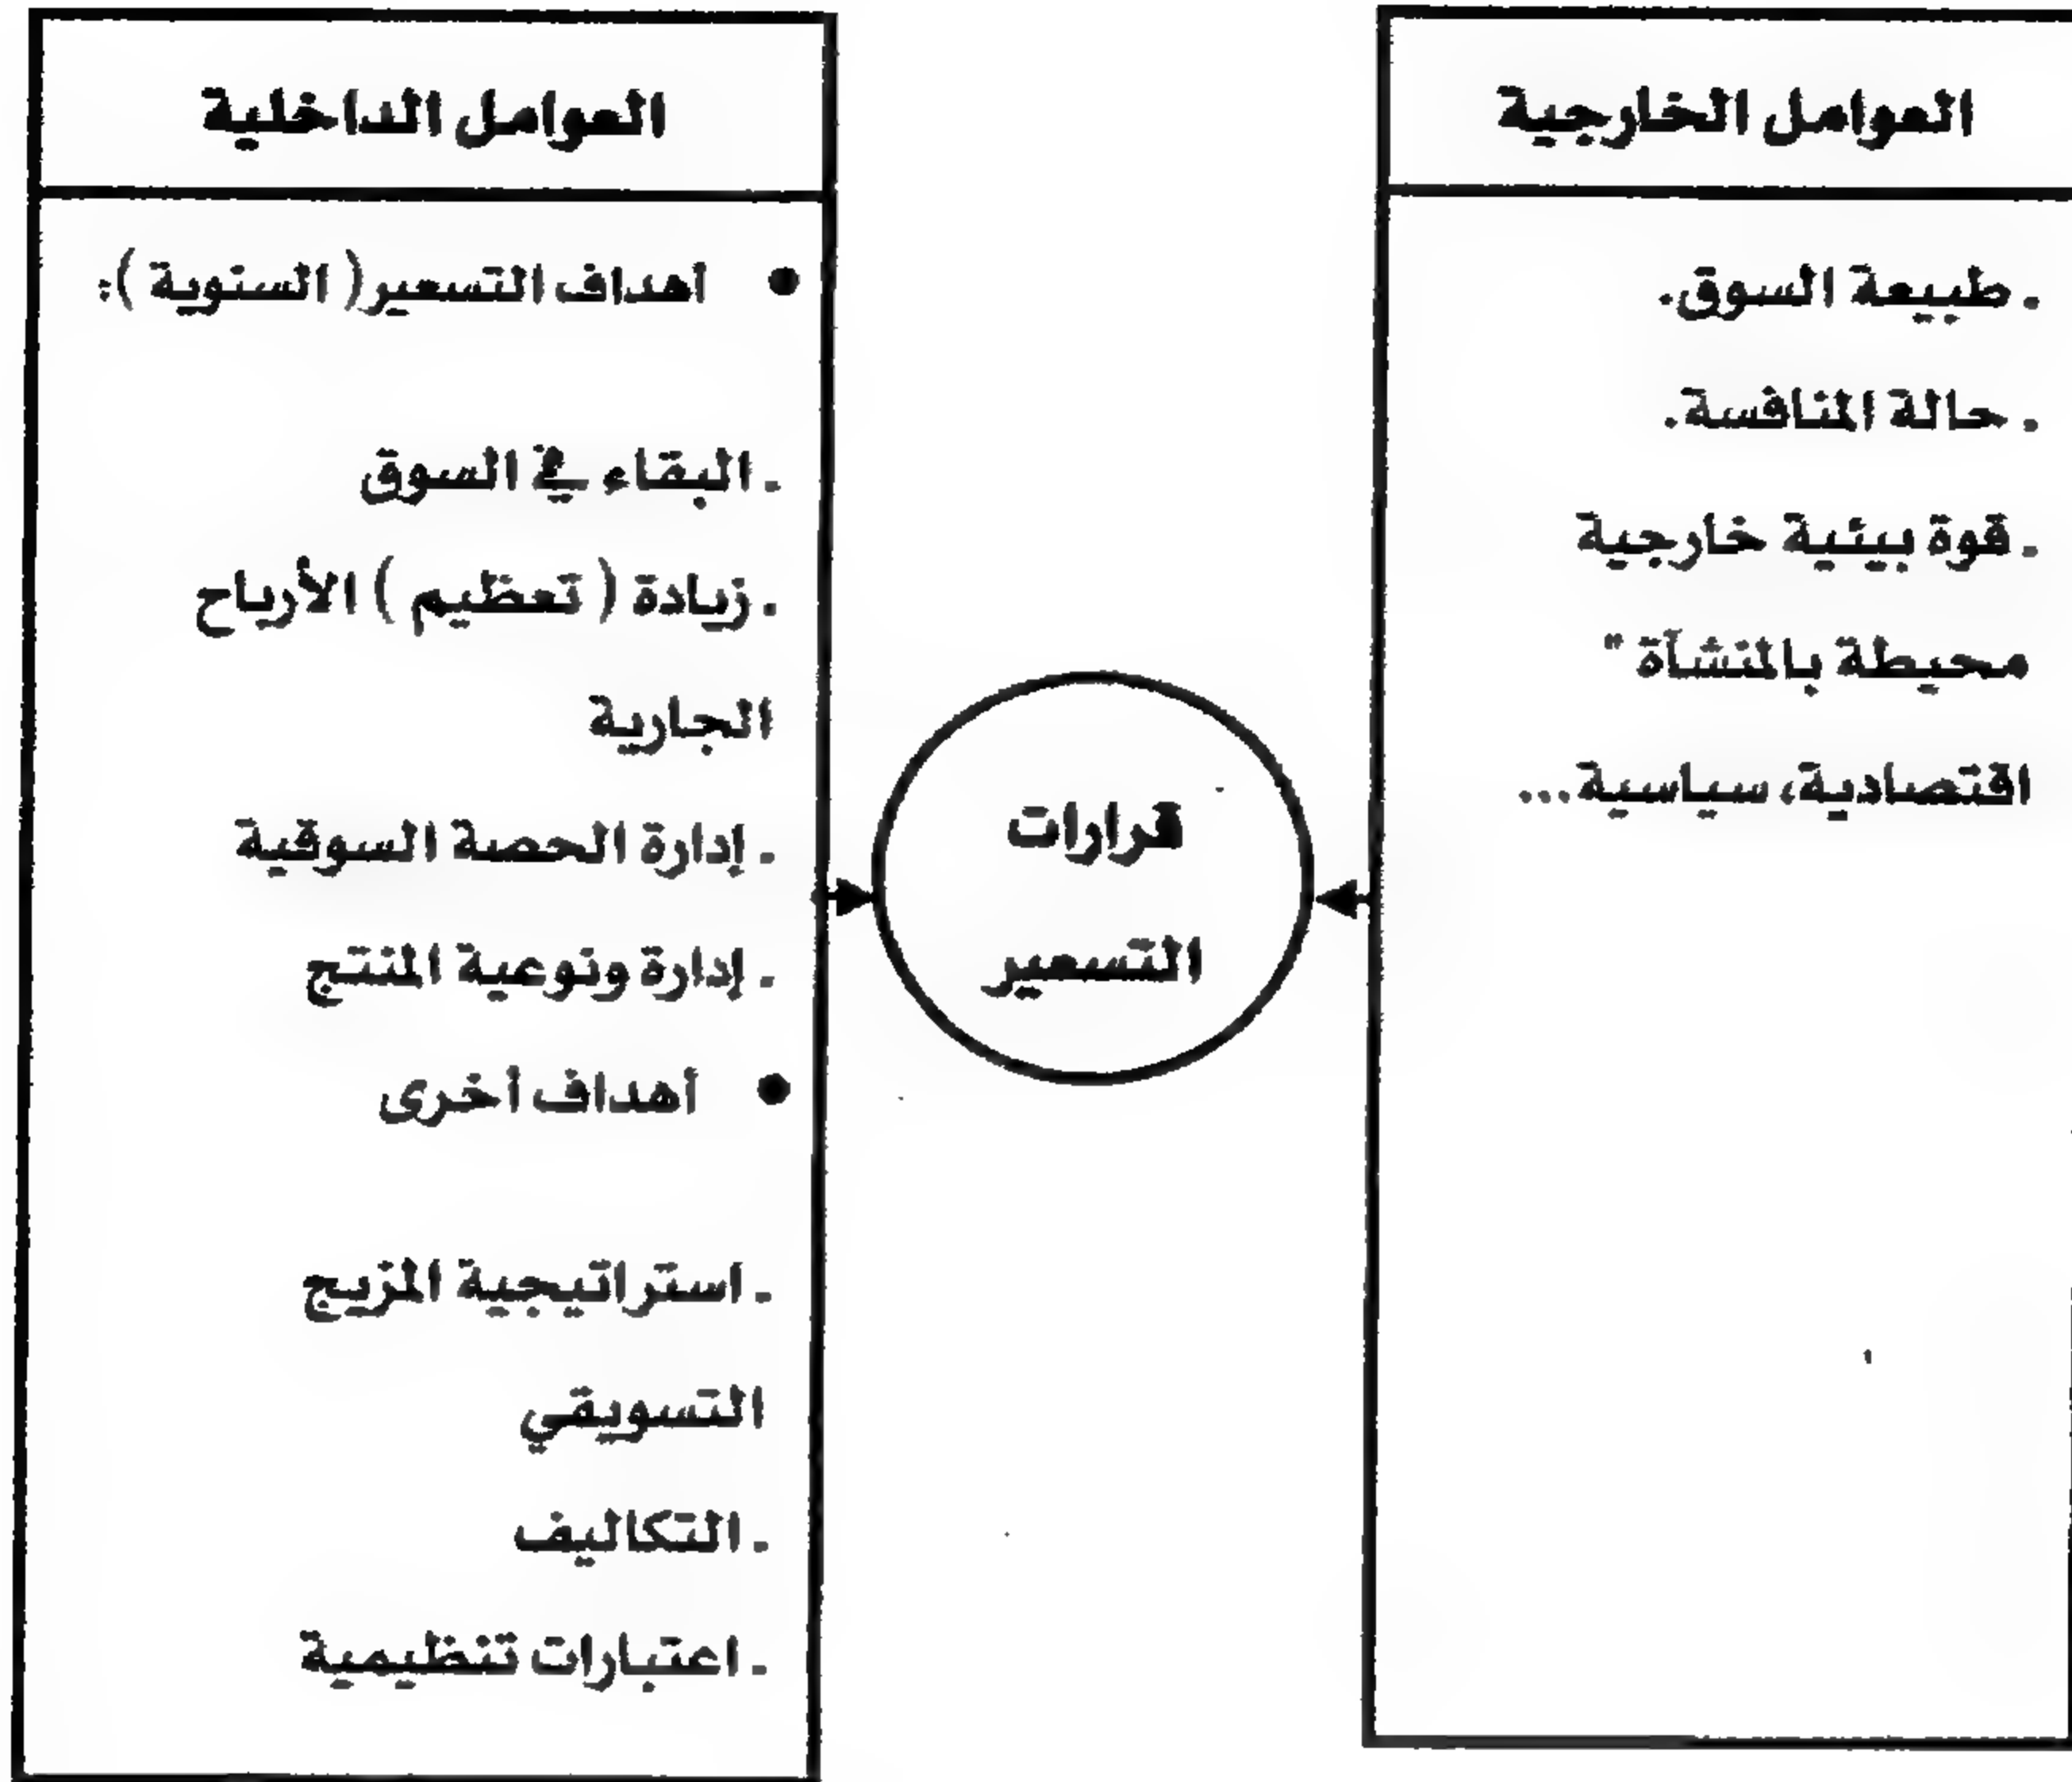 العوامل الخارجية
. طبيعة السوق.
. حالة المنافسة.
. قوة بيئية خارجية
محيطة بالمنشأة "
اقتصادية، سياسية...
قرارات
التسعير
العوامل الداخلية
● اهداف التسعير( السنوية ):
. البقاء في السوق
. زيادة ( تعظيم ) الأرباح
الجارية
. إدارة الحصة السوقية
. إدارة ونوعية المنتج
● أهداف أخرى
. استراتيجية المزيج
التسويقي
. التكاليف
. اعتبارات تنظيمية